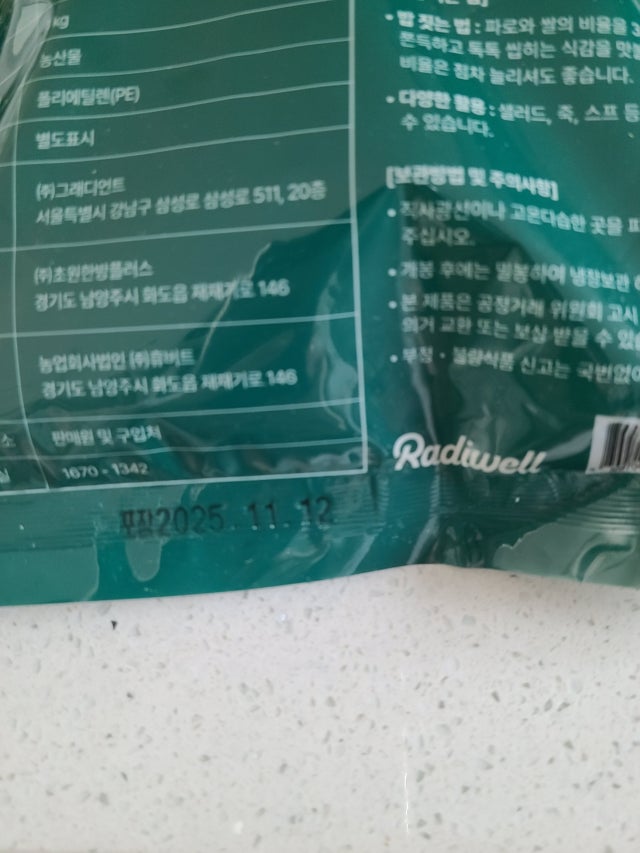 kg
농산물
폴리에틸렌(PE)
별도표시
(주)그래디언트
서울특별시 강남구 삼성로 삼성로 511, 20층
(주)초원한방플러스
경기도 남양주시 화도읍 재재기로 146
농업회사법인 (주)휴버트
경기도 남양주시 화도읍 재재기로 146
소 판매원 및 구입처
실 1670-1342
포장2025.11.12
• 밥 짓는 법 : 파로와 쌀의 비율을 3
쫀득하고 톡톡 씹히는 식감을 맛볼
비율은 점차 늘리셔도 좋습니다.
• 다양한 활용 : 샐러드, 죽, 스프 등
수 있습니다.
[보관방법 및 주의사항]
• 직사광선이나 고온다습한 곳을 피
주십시오.
• 개봉 후에는 밀봉하여 냉장보관
• 본 제품은 공정거래 위원회 고시
의거 교환 또는 보상 받을 수 있습
• 부정 · 불량식품 신고는 국번없이
Radiwell